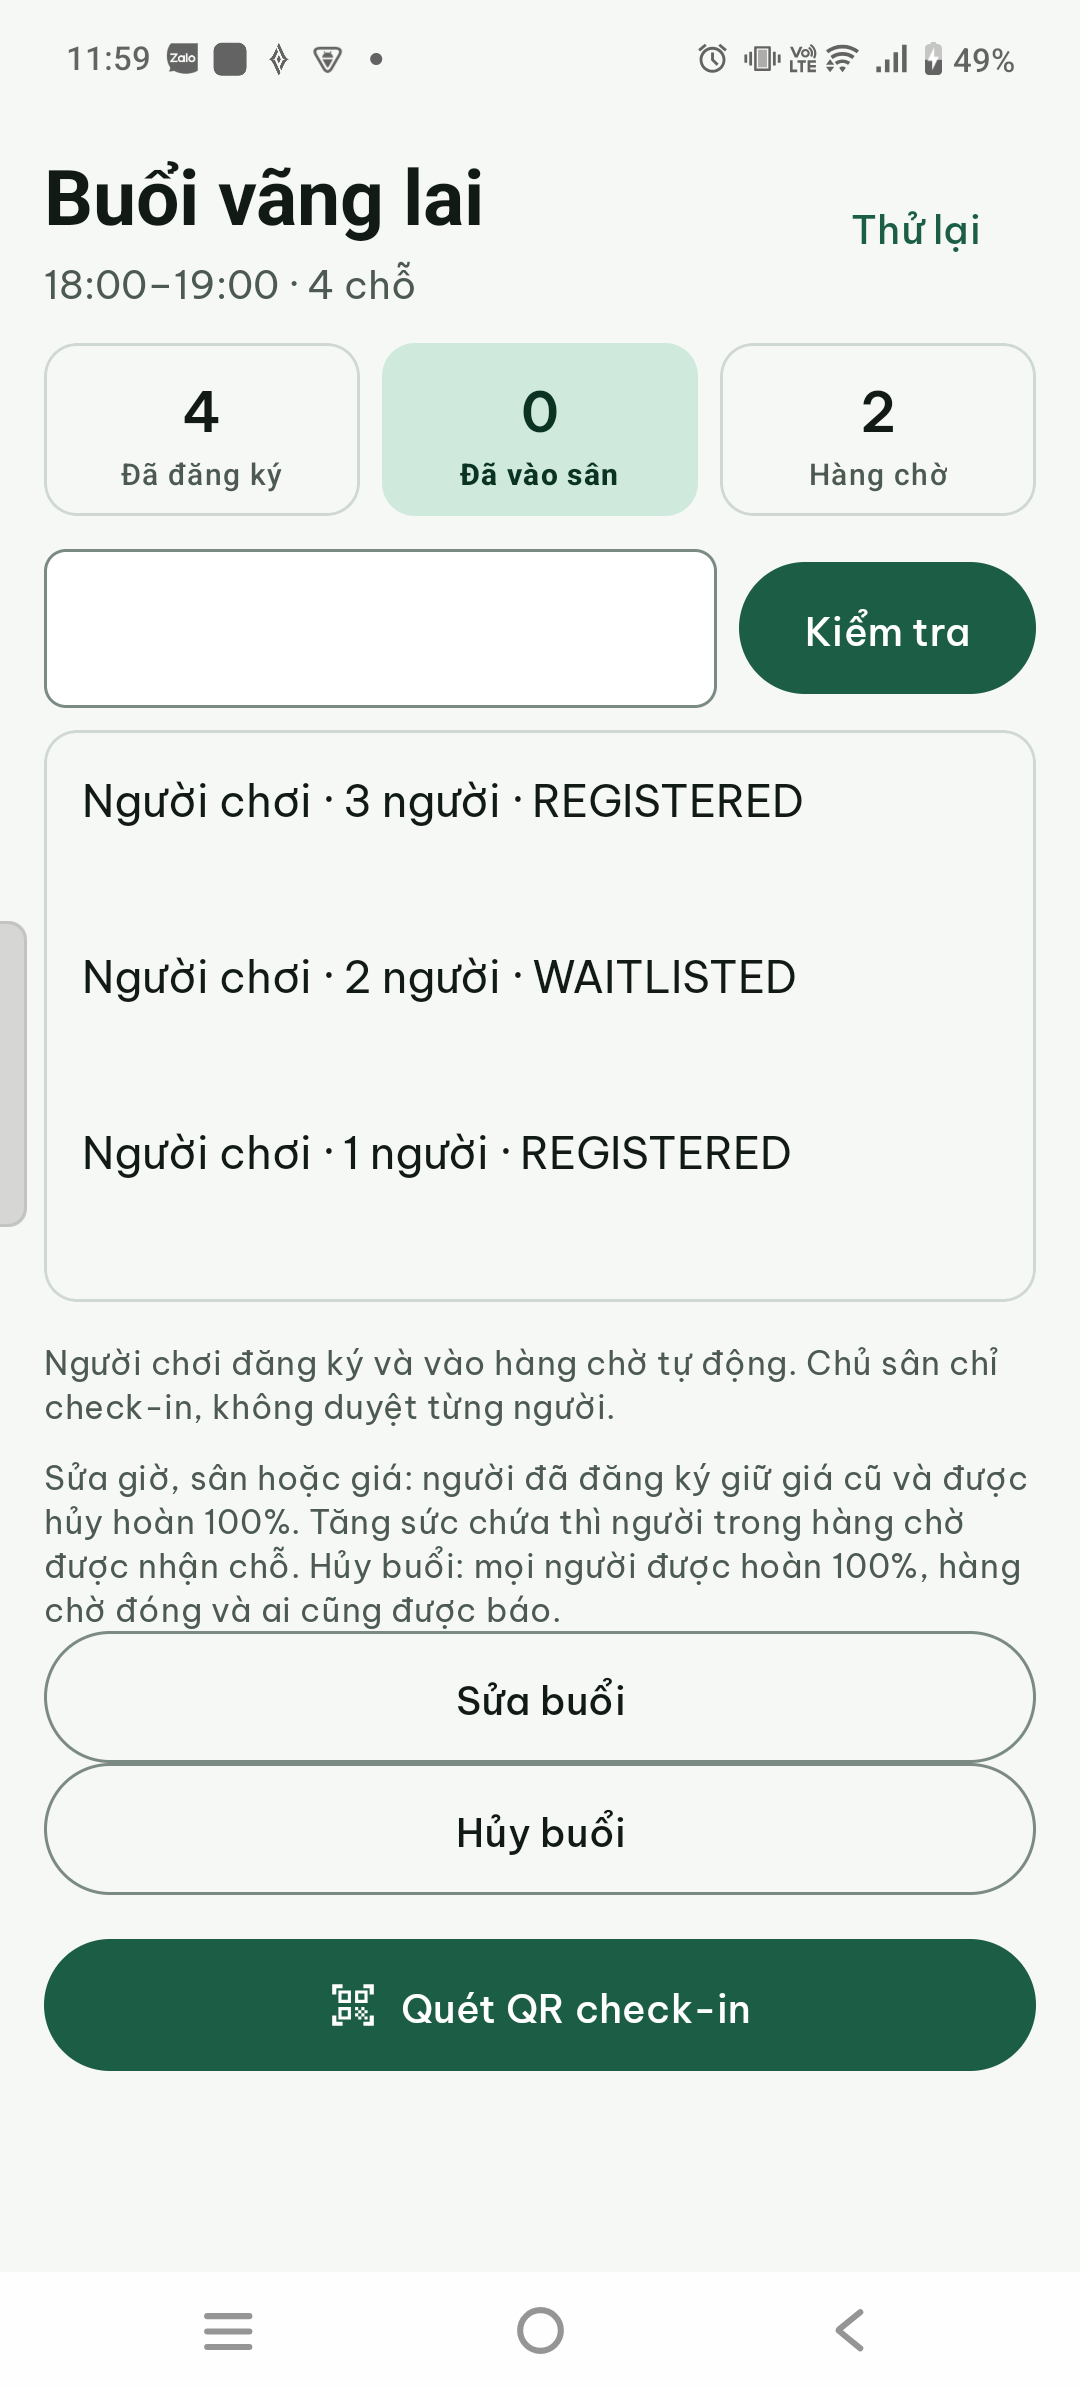 11:59
Zalo
Vo) LTE
49%
Buổi vãng lai
Thử lại
18:00–19:00 · 4 chỗ
4
Đã đăng ký
0
Đã vào sân
2
Hàng chờ
Kiểm tra
Người chơi · 3 người · REGISTERED
Người chơi · 2 người · WAITLISTED
Người chơi · 1 người · REGISTERED
Người chơi đăng ký và vào hàng chờ tự động. Chủ sân chỉ
check-in, không duyệt từng người.
Sửa giờ, sân hoặc giá: người đã đăng ký giữ giá cũ và được
hủy hoàn 100%. Tăng sức chứa thì người trong hàng chờ
được nhận chỗ. Hủy buổi: mọi người được hoàn 100%, hàng
chờ đóng và ai cũng được báo.
Sửa buổi
Hủy buổi
Quét QR check-in